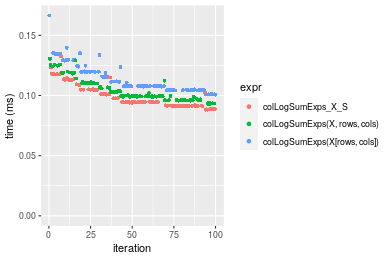 0.15
0.10
0.05
0.00
time (ms)
0
25
50
75
100
iteration
expr
colLogSumExps_X_S
colLogSumExps(X, rows, cols)
colLogSumExps(X[rows, cols])